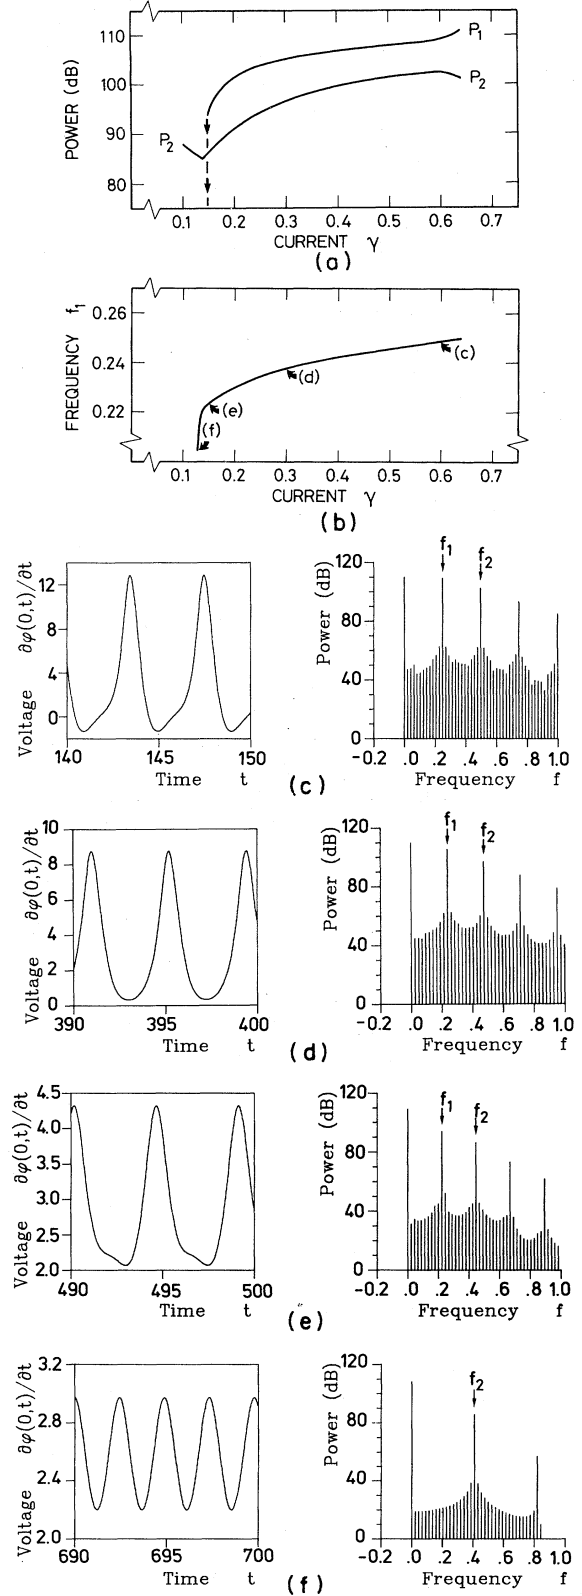 POWER (dB)
110
100
90
80
P₁
P₂
P₂
0.1 0.2 0.3 0.4 0.5 0.6 0.7
CURRENT γ
(a)
FREQUENCY f₁
0.26
0.24
0.22
(c)
(d)
(e)
(f)
0.1 0.2 0.3 0.4 0.5 0.6 0.7
CURRENT γ
(b)
Voltage ∂φ(0,t)/∂t
12
8
4
0
140 145 150
Time t
Power (dB)
120
80
40
0
f₁
f₂
-0.2 .0 .2 .4 .6 .8 1.0
Frequency f
(c)
Voltage ∂φ(0,t)/∂t
10
8
6
4
2
0
390 395 400
Time t
Power (dB)
120
80
40
0
f₁
f₂
-0.2 .0 .2 .4 .6 .8 1.0
Frequency f
(d)
Voltage ∂φ(0,t)/∂t
4.5
4.0
3.5
3.0
2.5
2.0
490 495 500
Time t
Power (dB)
120
80
40
0
f₁
f₂
-0.2 .0 .2 .4 .6 .8 1.0
Frequency f
(e)
Voltage ∂φ(0,t)/∂t
3.2
2.8
2.4
2.0
690 695 700
Time t
Power (dB)
120
80
40
0
f₂
-0.2 .0 .2 .4 .6 .8 1.0
Frequency f
(f)